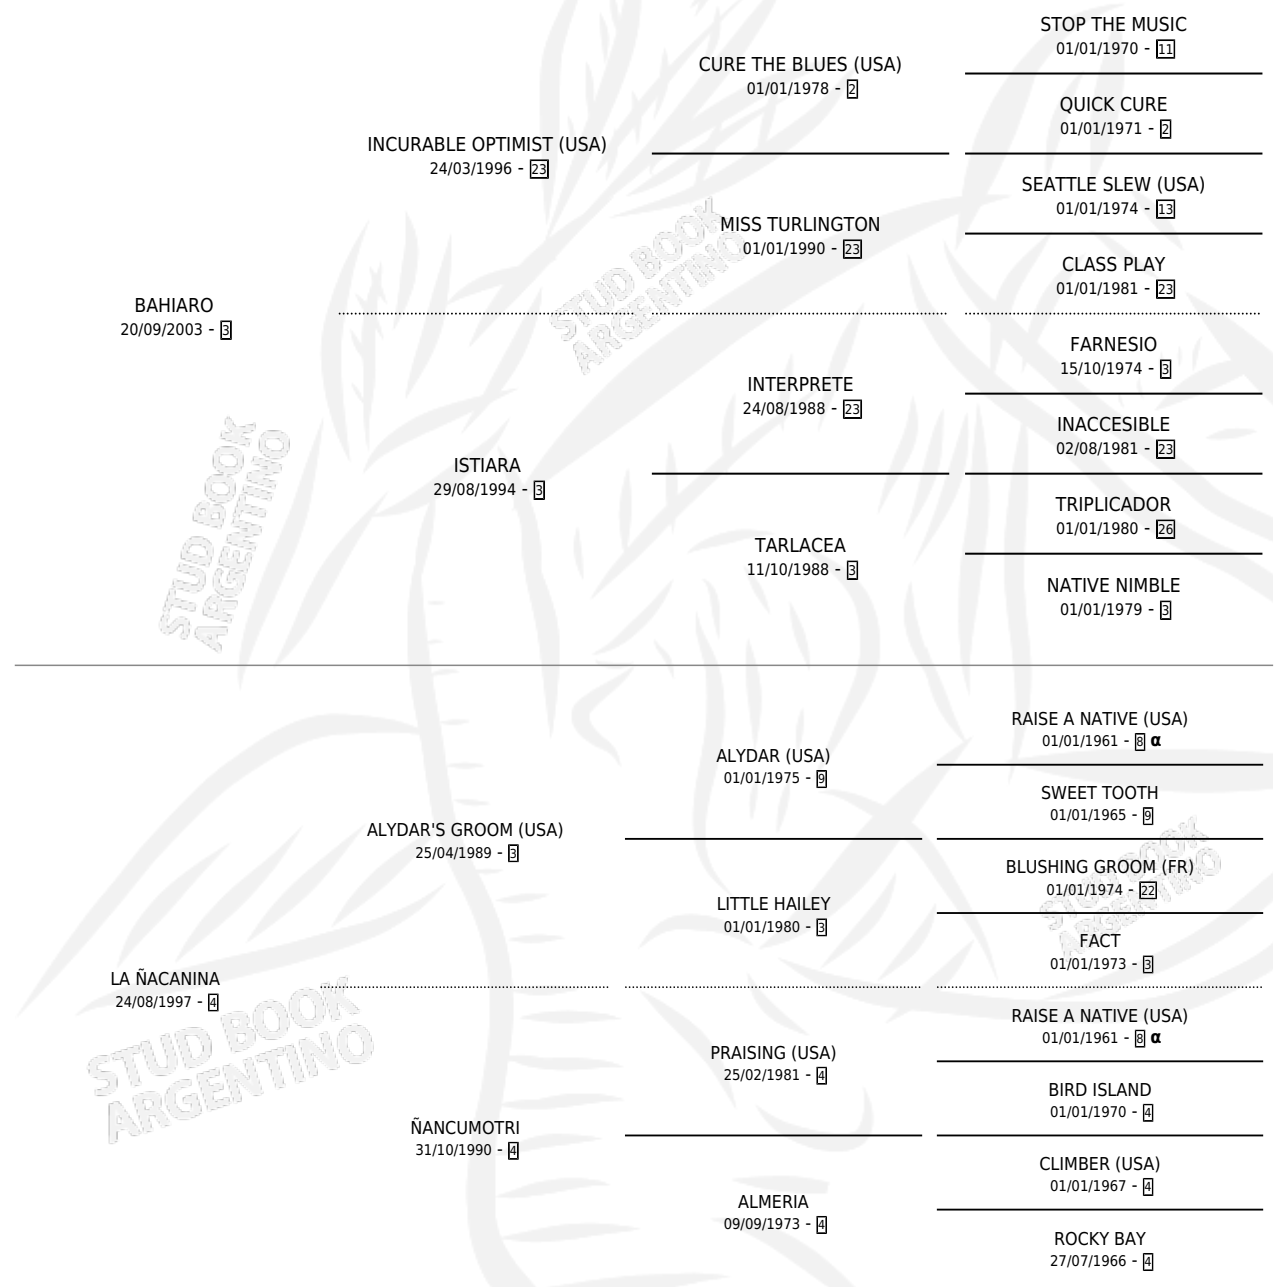 STOP THE MUSIC
01/01/1970 - 11
CURE THE BLUES (USA)
01/01/1978 - 2
QUICK CURE
01/01/1971 - 2
INCURABLE OPTIMIST (USA)
24/03/1996 - 23
SEATTLE SLEW (USA)
01/01/1974 - 13
MISS TURLINGTON
01/01/1990 - 23
CLASS PLAY
01/01/1981 - 23
BAHIARO
20/09/2003 - 3
FARNESIO
15/10/1974 - 3
INTERPRETE
24/08/1988 - 23
INACCESIBLE
02/08/1981 - 23
ISTIARA
29/08/1994 - 3
TRIPLICADOR
01/01/1980 - 26
TARLACEA
11/10/1988 - 3
NATIVE NIMBLE
01/01/1979 - 3
RAISE A NATIVE (USA)
01/01/1961 - 8 α
ALYDAR (USA)
01/01/1975 - 9
SWEET TOOTH
01/01/1965 - 9
ALYDAR'S GROOM (USA)
25/04/1989 - 3
BLUSHING GROOM (FR)
01/01/1974 - 22
LITTLE HAILEY
01/01/1980 - 3
FACT
01/01/1973 - 3
LA ÑACANINA
24/08/1997 - 4
RAISE A NATIVE (USA)
01/01/1961 - 8 α
PRAISING (USA)
25/02/1981 - 4
BIRD ISLAND
01/01/1970 - 4
ÑANCUMOTRI
31/10/1990 - 4
CLIMBER (USA)
01/01/1967 - 4
ALMERIA
09/09/1973 - 4
ROCKY BAY
27/07/1966 - 4
STUD BOOK
ARGENTINO
STUD BOOK
ARGENTINO
STUD BOOK
ARGENTINO
STUD BOOK
ARGENTINO